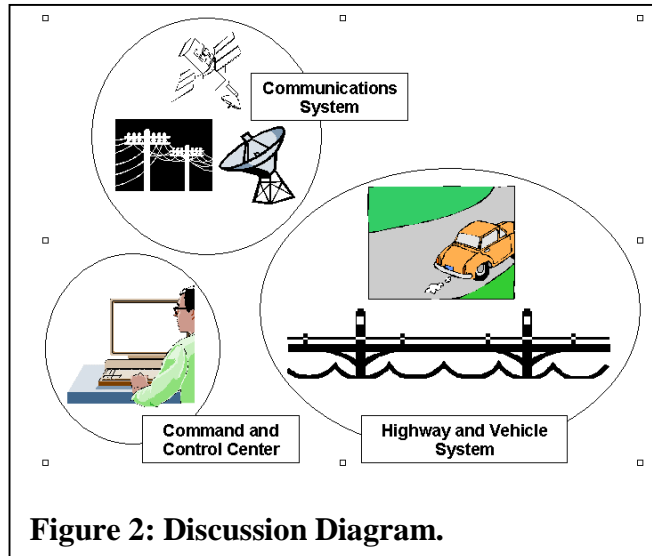 Communications
System
Command and
Control Center
Highway and Vehicle
System
Figure 2: Discussion Diagram.